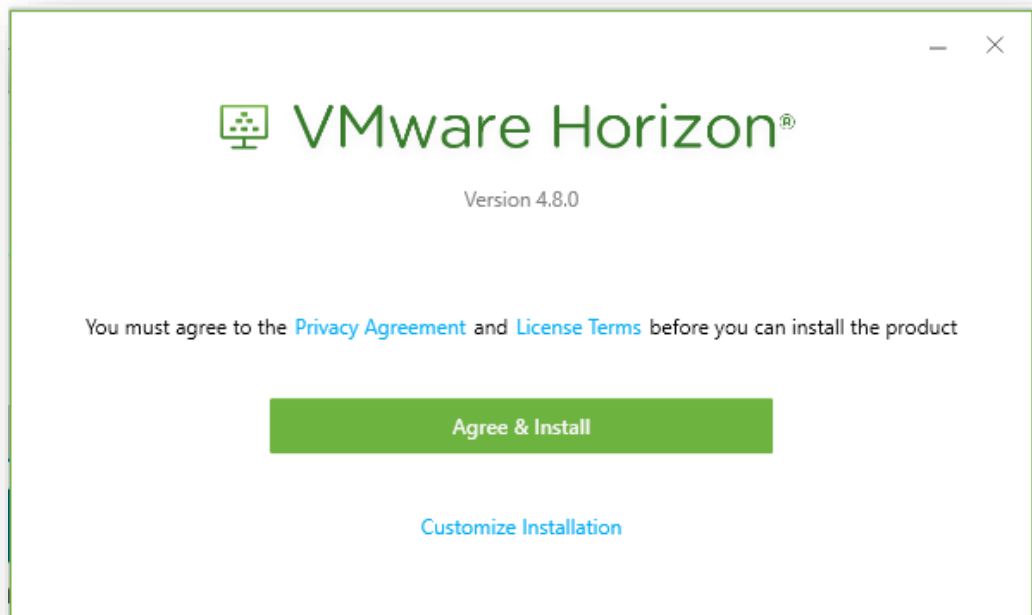 VMware Horizon®
Version 4.8.0
You must agree to the Privacy Agreement and License Terms before you can install the product
Agree & Install
Customize Installation